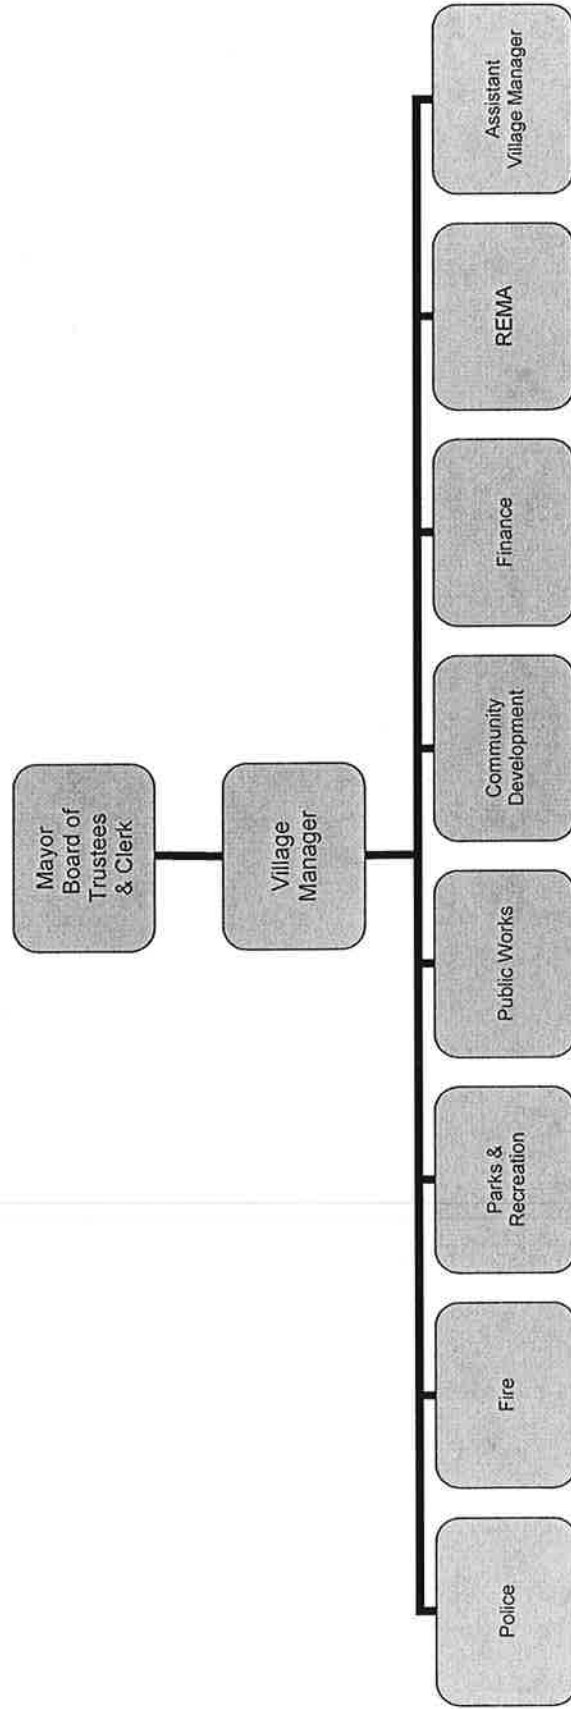 Mayor
Board of
Trustees
& Clerk
Village
Manager
Police
Fire
Parks &
Recreation
Public Works
Community
Development
Finance
REMA
Assistant
Village Manager